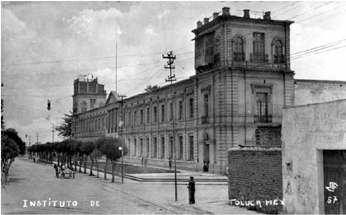 INSTITUTO DE TOLUCA-MEX
57